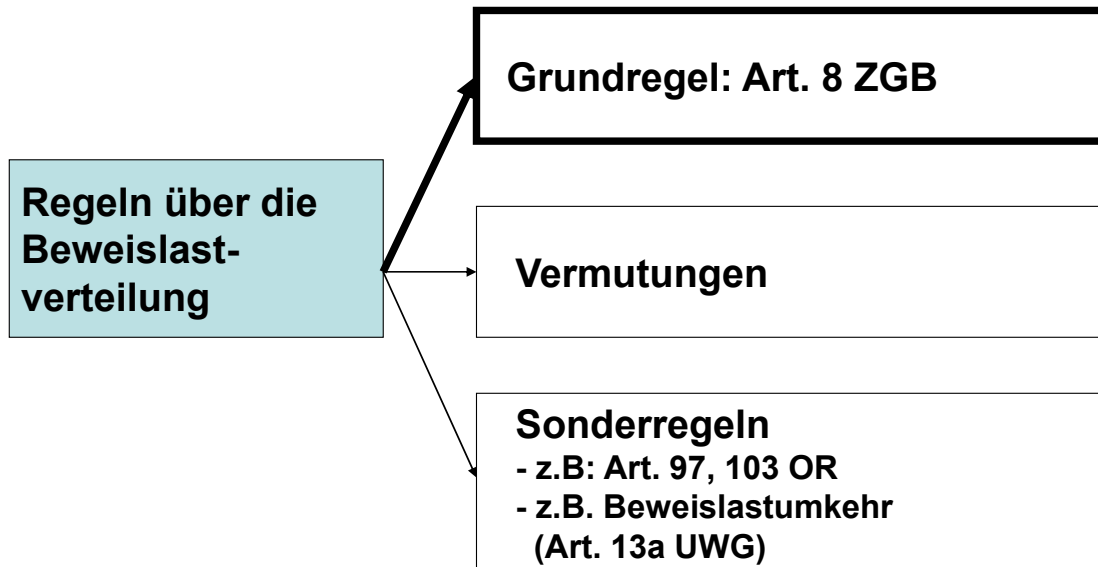 Grundregel: Art. 8 ZGB
Regeln über die
Beweislast-
verteilung
Vermutungen
Sonderregeln
- z.B: Art. 97, 103 OR
- z.B. Beweislastumkehr
(Art. 13a UWG)